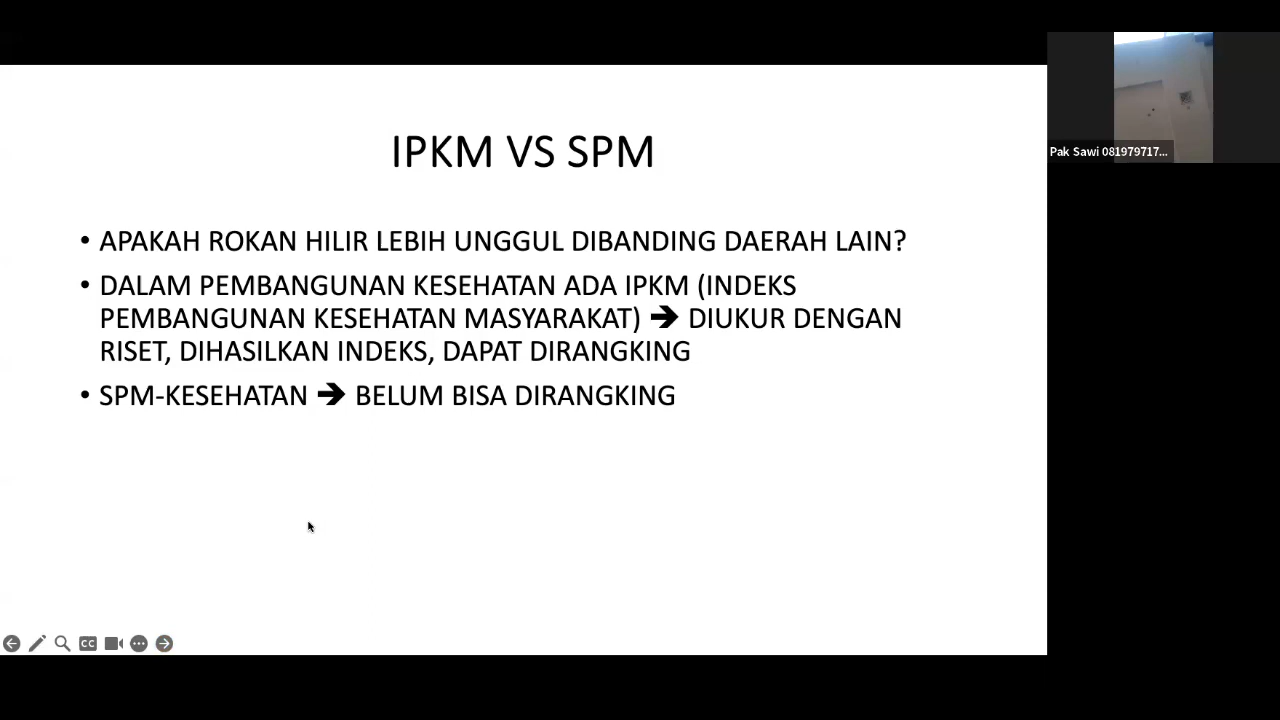 IPKM VS SPM
• APAKAH ROKAN HILIR LEBIH UNGGUL DIBANDING DAERAH LAIN?
• DALAM PEMBANGUNAN KESEHATAN ADA IPKM (INDEKS
PEMBANGUNAN KESEHATAN MASYARAKAT) ➔ DIUKUR DENGAN
RISET, DIHASILKAN INDEKS, DAPAT DIRANGKING
• SPM-KESEHATAN ➔ BELUM BISA DIRANGKING
Pak Sawi 081979717...
CC